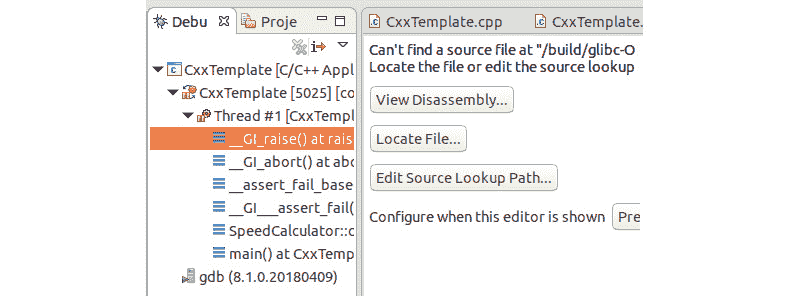 Debu Proje
CxxTemplate.cpp CxxTemplate.
CxxTemplate [C/C++ Appl
CxxTemplate [5025] [co
Thread #1 [CxxTempl
__GI_raise() at rais
__GI_abort() at abo
__assert_fail_base
__GI___assert_fail(
SpeedCalculator::c
main() at CxxTemp
gdb (8.1.0.20180409)
Can't find a source file at "/build/glibc-O
Locate the file or edit the source lookup
View Disassembly...
Locate File...
Edit Source Lookup Path...
Configure when this editor is shown Pre